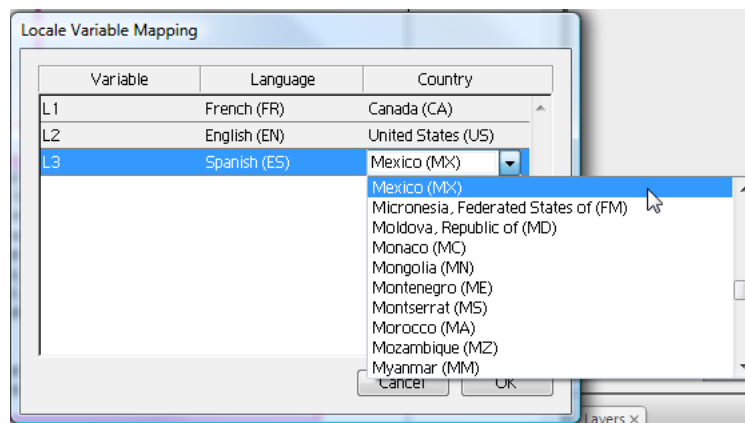 Locale Variable Mapping
Variable Language Country
L1 French (FR) Canada (CA)
L2 English (EN) United States (US)
L3 Spanish (ES) Mexico (MX)
Mexico (MX)
Micronesia, Federated States of (FM)
Moldova, Republic of (MD)
Monaco (MC)
Mongolia (MN)
Montenegro (ME)
Montserrat (MS)
Morocco (MA)
Mozambique (MZ)
Myanmar (MM)
Cancel OK
Layers